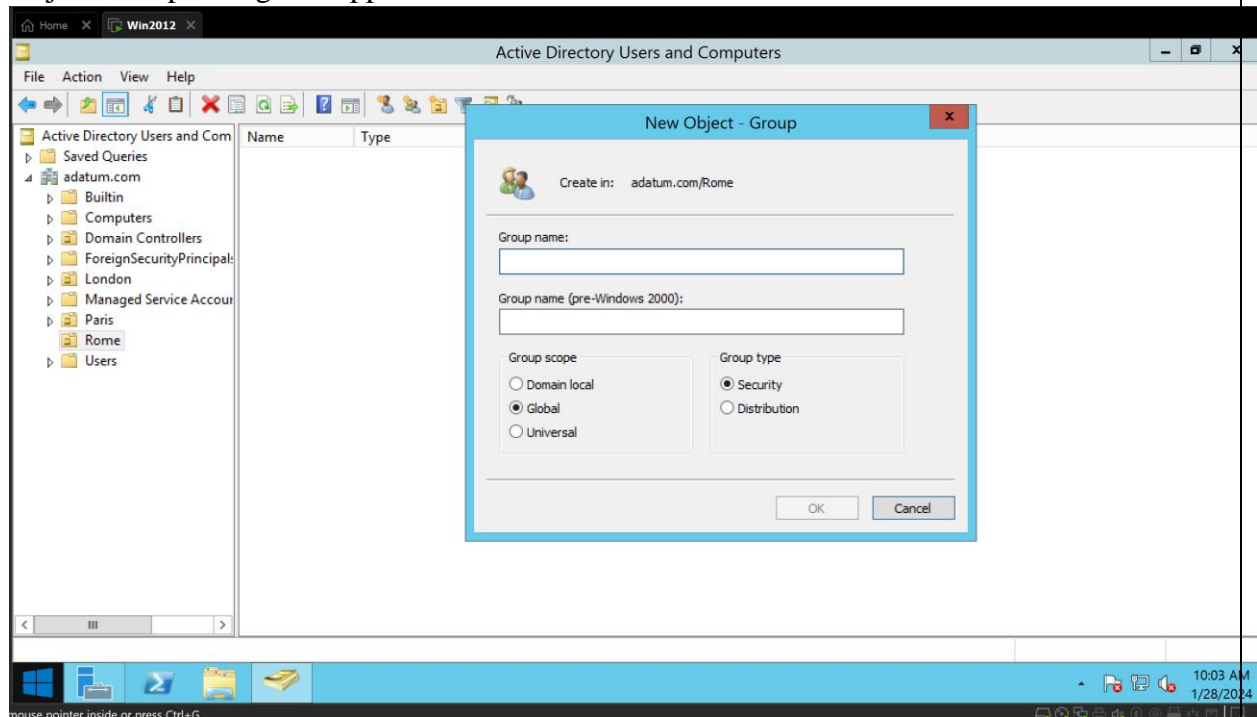 Home Win2012
Active Directory Users and Computers
File Action View Help
Active Directory Users and Com
Saved Queries
adatum.com
Builtin
Computers
Domain Controllers
ForeignSecurityPrincipals
London
Managed Service Accour
Paris
Rome
Users
Name Type
New Object - Group
Create in: adatum.com/Rome
Group name:
Group name (pre-Windows 2000):
Group scope
Domain local
Global
Universal
Group type
Security
Distribution
OK Cancel
10:03 AM
1/28/2024
mouse pointer inside or press Ctrl+G